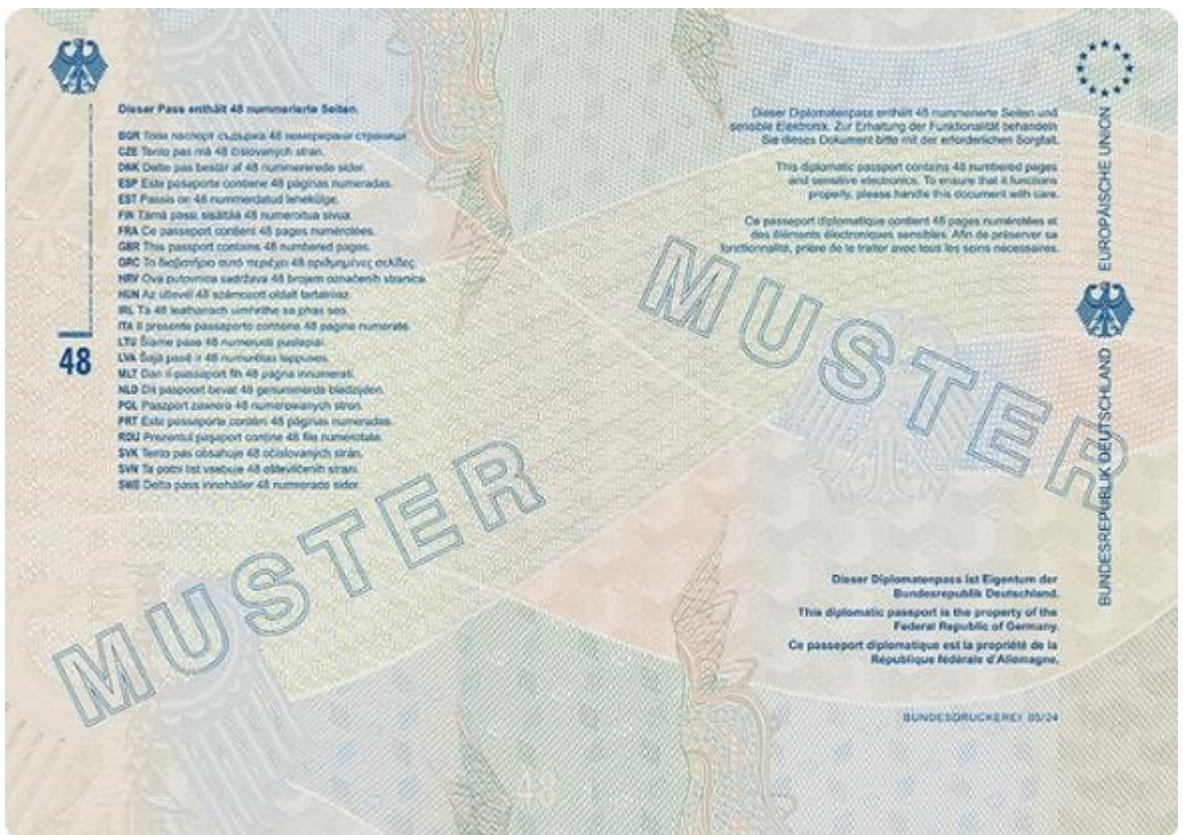 Dieser Pass enthält 48 nummerierte Seiten.
BGR Този паспорт съдържа 48 номерирани страници.
CZE Tento pas má 48 číslovaných stran.
DNK Dette pas består af 48 nummererede sider.
ESP Este pasaporte contiene 48 páginas numeradas.
EST Passis on 48 nummerdatud lehekülge.
FIN Tämä passi sisältää 48 numeroitua sivua.
FRA Ce passeport contient 48 pages numérotées.
GBR This passport contains 48 numbered pages.
GRC Το διαβατήριο αυτό περιέχει 48 αριθμημένες σελίδες.
HRV Ova putovnica sadržava 48 brojem označenih stranica.
HUN Az útlevél 48 számozott oldalt tartalmaz.
IRL Tá 48 leathanach uimhrithe sa phas seo.
ITA Il presente passaporto contiene 48 pagine numerate.
LTU Šiame pase 48 numeruoti puslapiai.
LVA Šajā pasē ir 48 numurētas lappuses.
MLT Dan il-passaport fih 48 paġna innumerati.
NLD Dit paspoort bevat 48 genummerde bladzijden.
POL Paszport zawiera 48 numerowanych stron.
PRT Este passaporte contém 48 páginas numeradas.
ROU Prezentul paşaport conţine 48 file numerotate.
SVK Tento pas obsahuje 48 očíslovaných strán.
SVN Ta potni list vsebuje 48 oštevilčenih strani.
SWE Detta pass innehåller 48 numrerade sidor.
48
MUSTER
48
Dieser Diplomatenpass enthält 48 nummerierte Seiten und
sensible Elektronik. Zur Erhaltung der Funktionalität behandeln
Sie dieses Dokument bitte mit der erforderlichen Sorgfalt.
This diplomatic passport contains 48 numbered pages
and sensitive electronics. To ensure that it functions
properly, please handle this document with care.
Ce passeport diplomatique contient 48 pages numérotées et
des éléments électroniques sensibles. Afin de préserver sa
fonctionnalité, prière de le traiter avec tous les soins nécessaires.
MUSTER
Dieser Diplomatenpass ist Eigentum der
Bundesrepublik Deutschland.
This diplomatic passport is the property of the
Federal Republic of Germany.
Ce passeport diplomatique est la propriété de la
République fédérale d'Allemagne.
BUNDESDRUCKEREI 03/24
BUNDESREPUBLIK DEUTSCHLAND EUROPÄISCHE UNION